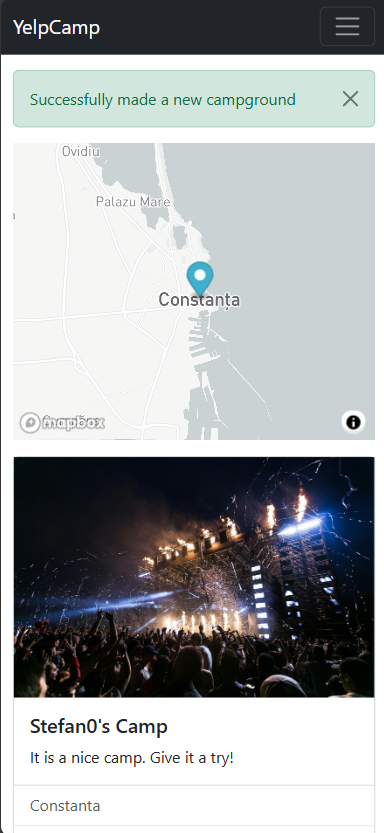 YelpCamp
Successfully made a new campground
Ovidiu
Palazu Mare
Constanța
mapbox
Stefan0's Camp
It is a nice camp. Give it a try!
Constanta